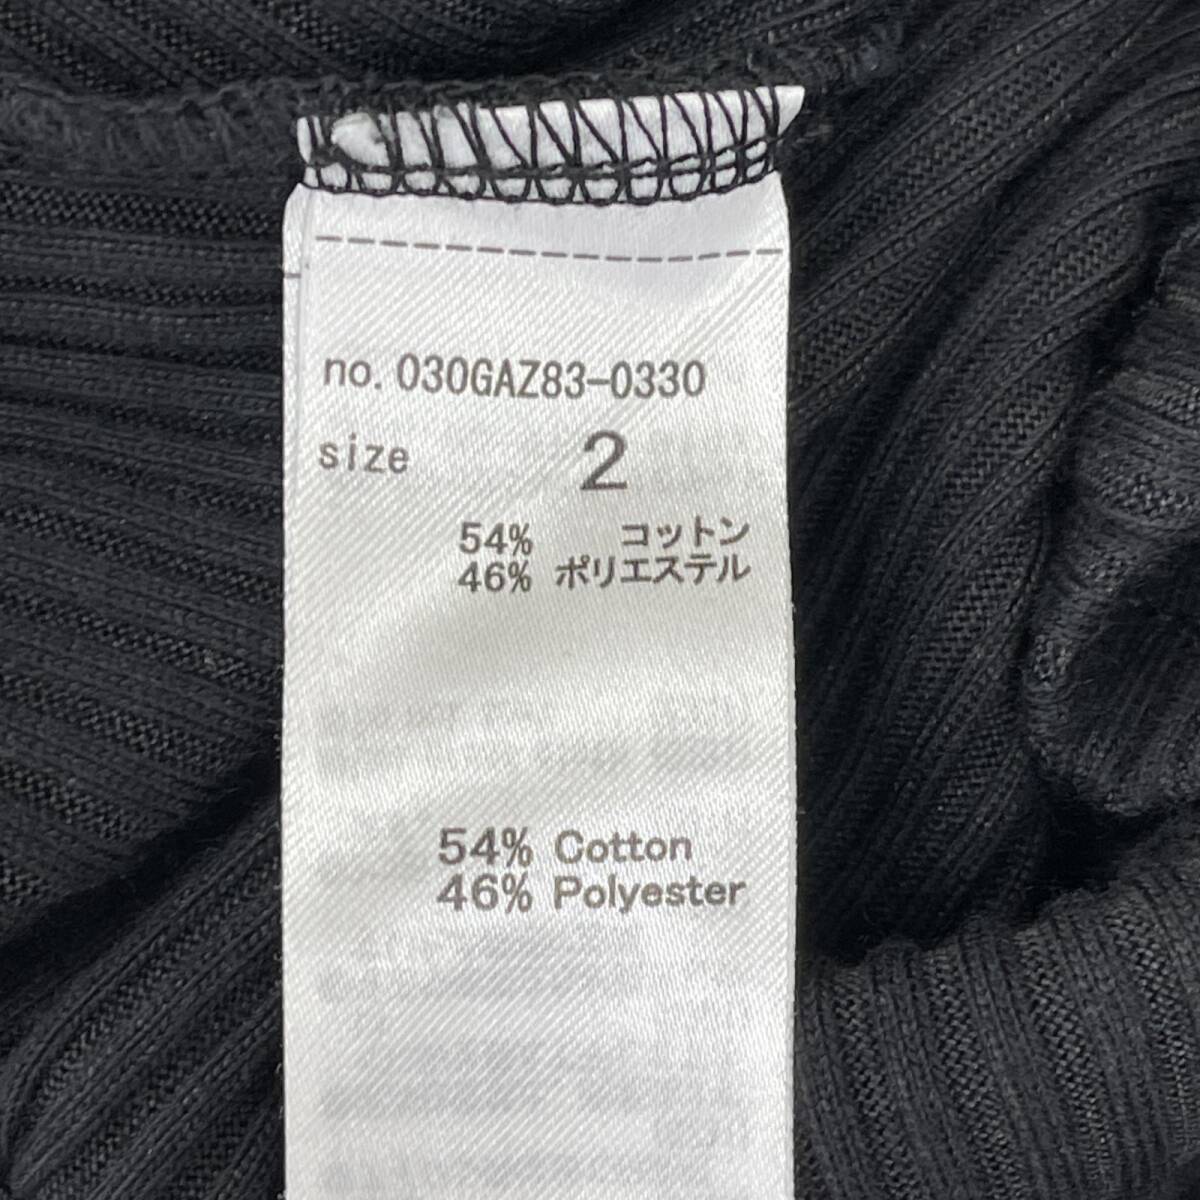 no. 030GAZ83-0330
size 2
54% コットン
46% ポリエステル
54% Cotton
46% Polyester